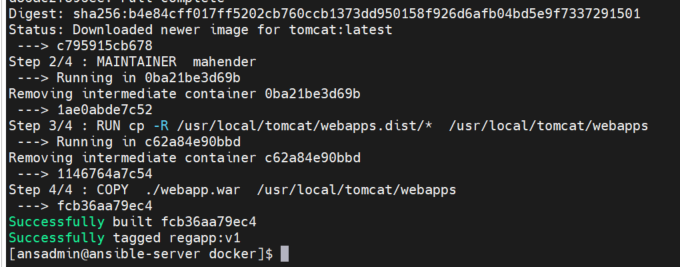 Digest: sha256:b4e84cff017ff5202cb760ccb1373dd950158f926d6afb04bd5e9f7337291501
Status: Downloaded newer image for tomcat:latest
---> c795915cb678
Step 2/4 : MAINTAINER  mahender
---> Running in 0ba21be3d69b
Removing intermediate container 0ba21be3d69b
---> 1ae0abde7c52
Step 3/4 : RUN cp -R /usr/local/tomcat/webapps.dist/*  /usr/local/tomcat/webapps
---> Running in c62a84e90bbd
Removing intermediate container c62a84e90bbd
---> 1146764a7c54
Step 4/4 : COPY  ./webapp.war  /usr/local/tomcat/webapps
---> fcb36aa79ec4
Successfully built fcb36aa79ec4
Successfully tagged regapp:v1
[ansadmin@ansible-server docker]$